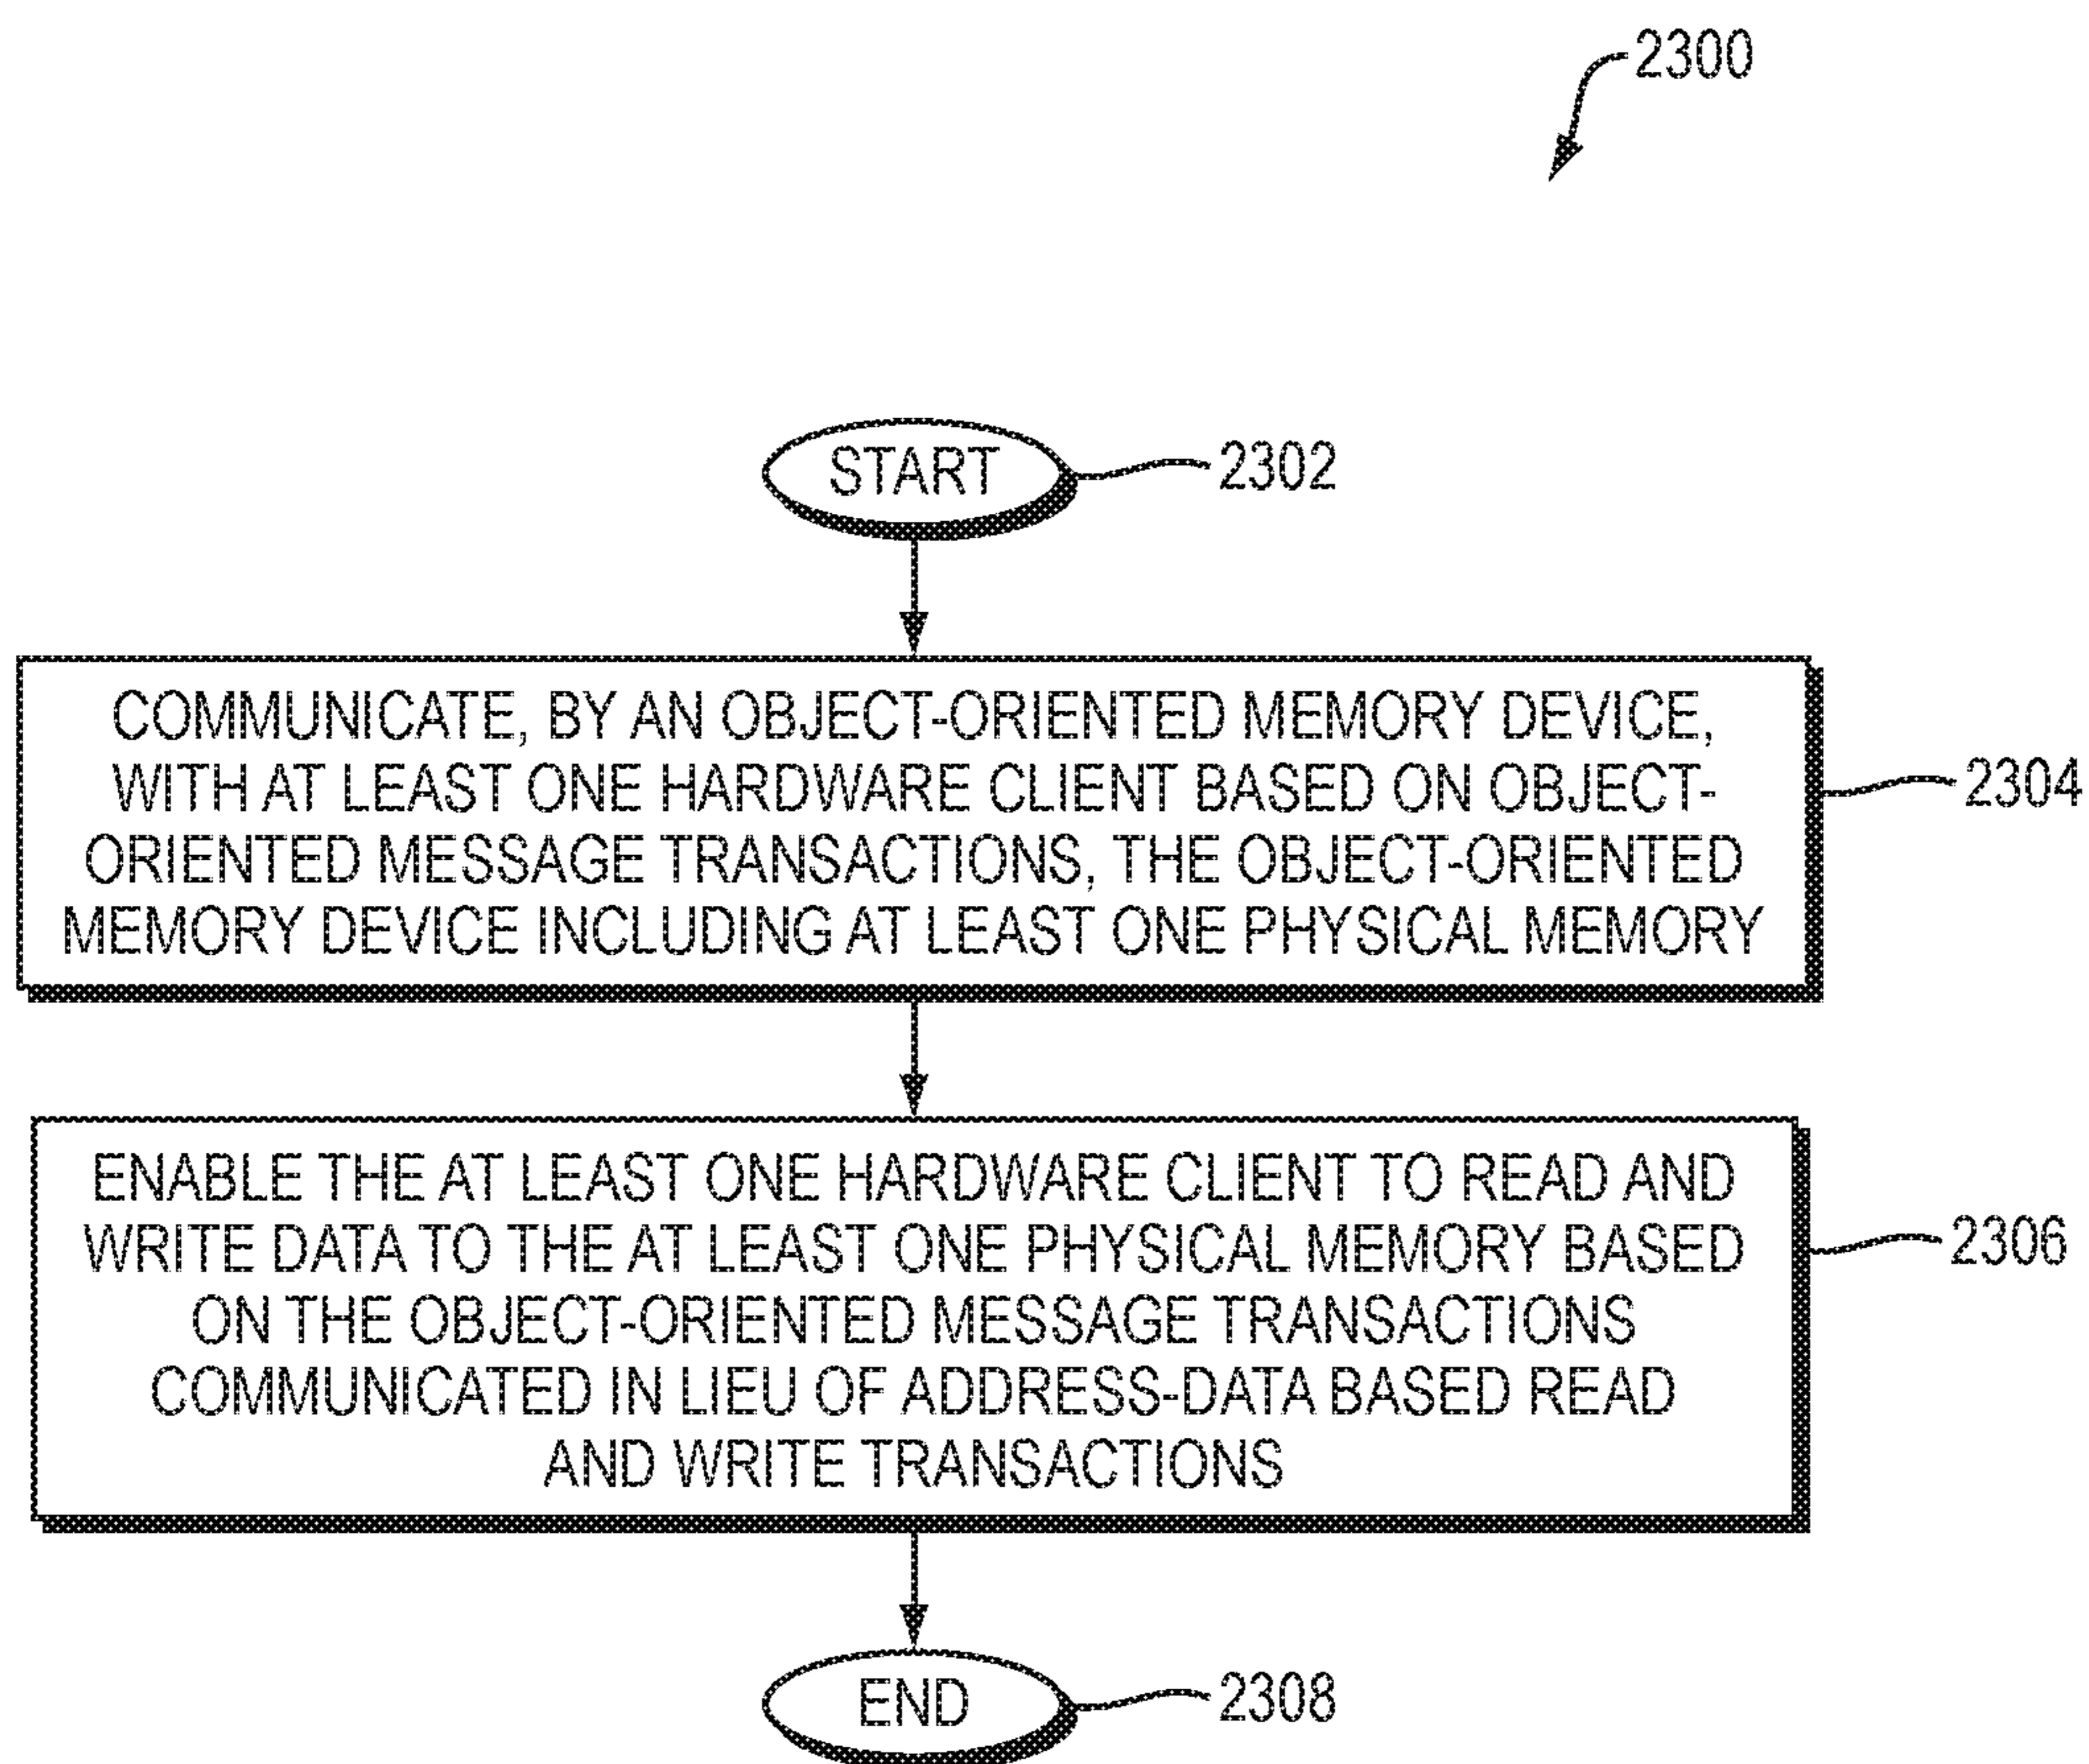 2300
START
2302
COMMUNICATE, BY AN OBJECT-ORIENTED MEMORY DEVICE,
WITH AT LEAST ONE HARDWARE CLIENT BASED ON OBJECT-
ORIENTED MESSAGE TRANSACTIONS, THE OBJECT-ORIENTED
MEMORY DEVICE INCLUDING AT LEAST ONE PHYSICAL MEMORY
2304
ENABLE THE AT LEAST ONE HARDWARE CLIENT TO READ AND
WRITE DATA TO THE AT LEAST ONE PHYSICAL MEMORY BASED
ON THE OBJECT-ORIENTED MESSAGE TRANSACTIONS
COMMUNICATED IN LIEU OF ADDRESS-DATA BASED READ
AND WRITE TRANSACTIONS
2306
END
2308